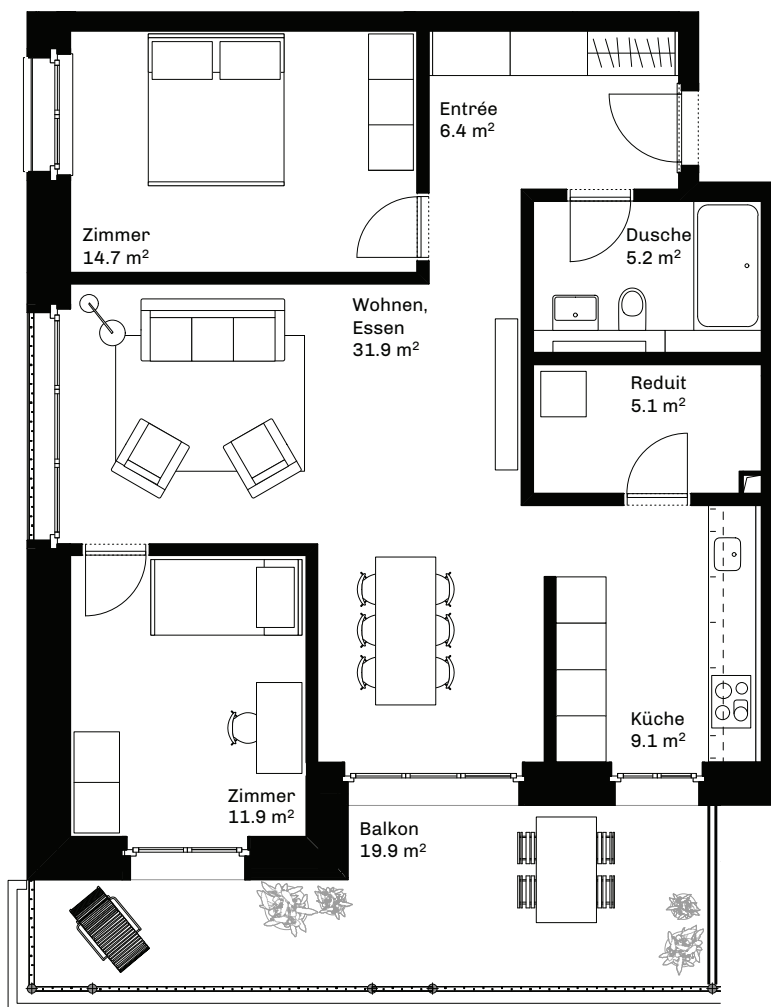 Entrée
6.4 m²
Zimmer
14.7 m²
Dusche
5.2 m²
Wohnen,
Essen
31.9 m²
Reduit
5.1 m²
Küche
9.1 m²
Zimmer
11.9 m²
Balkon
19.9 m²